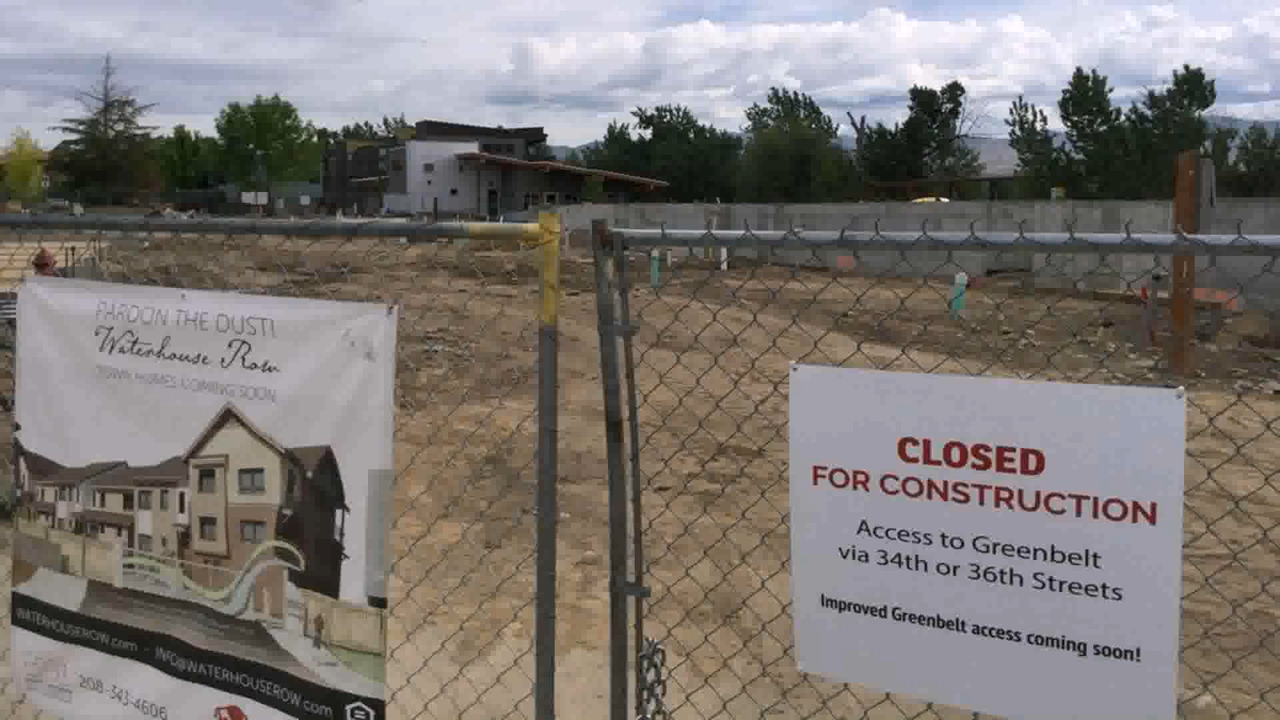 PARDON THE DUST!
Waterhouse Row
TOWN HOMES COMING SOON
WATERHOUSEROW.com - INFO@WATERHOUSEROW.com
208-343-4606
CLOSED
FOR CONSTRUCTION
Access to Greenbelt
via 34th or 36th Streets
Improved Greenbelt access coming soon!